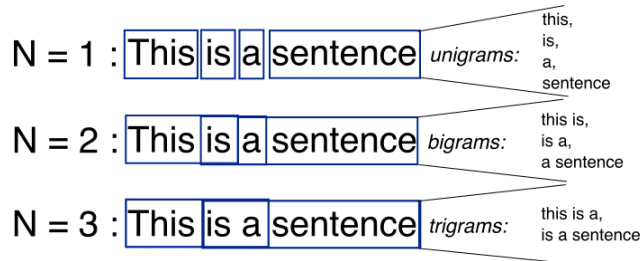 N = 1 : This is a sentence unigrams: this,
is,
a,
sentence
N = 2 : This is a sentence bigrams: this is,
is a,
a sentence
N = 3 : This is a sentence trigrams: this is a,
is a sentence